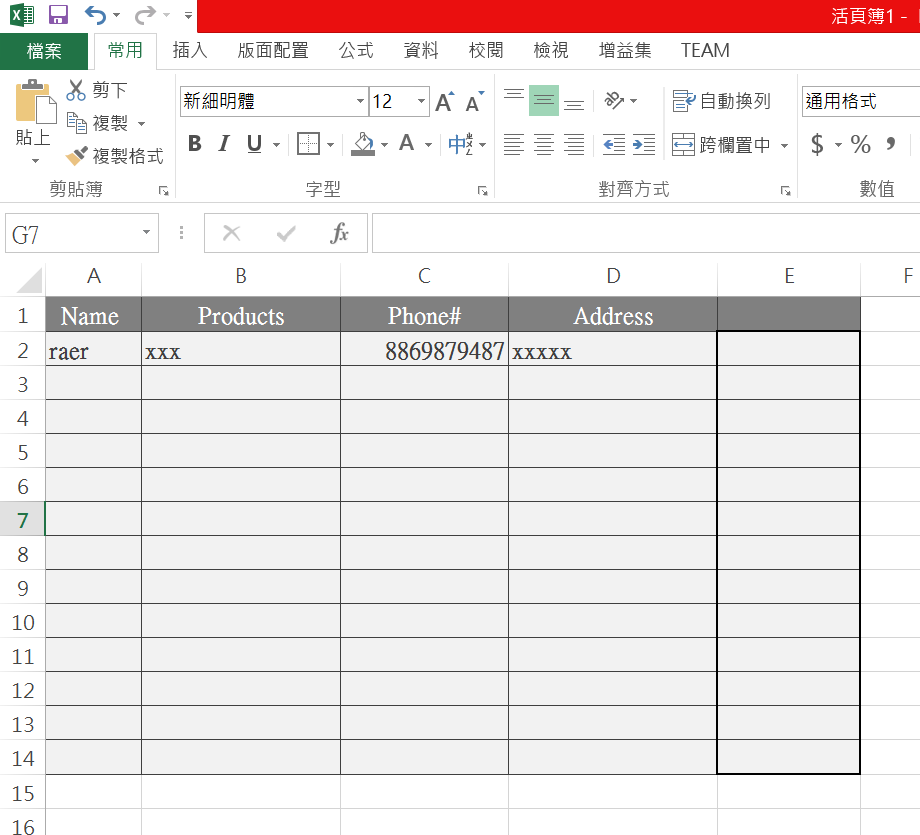 活頁簿1 -
檔案 常用 插入 版面配置 公式 資料 校閱 檢視 增益集 TEAM
剪下
複製
複製格式
貼上
剪貼簿
新細明體 12 A A
B I U A 中
字型
自動換列
跨欄置中
對齊方式
通用格式
$ % ,
數值
G7 fx
A B C D E F
1 Name Products Phone# Address
2 raer xxx 8869879487 xxxxx
3
4
5
6
7
8
9
10
11
12
13
14
15
16